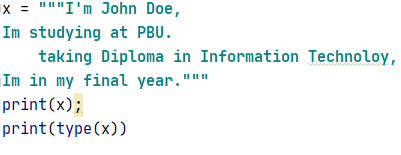 x = """I'm John Doe,
Im studying at PBU.
    taking Diploma in Information Technoloy,
Im in my final year."""
print(x);
print(type(x))